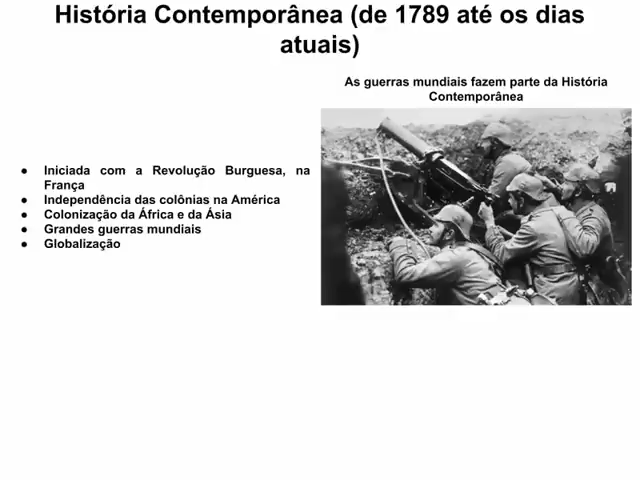 História Contemporânea (de 1789 até os dias
atuais)
As guerras mundiais fazem parte da História
Contemporânea
● Iniciada com a Revolução Burguesa, na
França
● Independência das colônias na América
● Colonização da África e da Ásia
● Grandes guerras mundiais
● Globalização